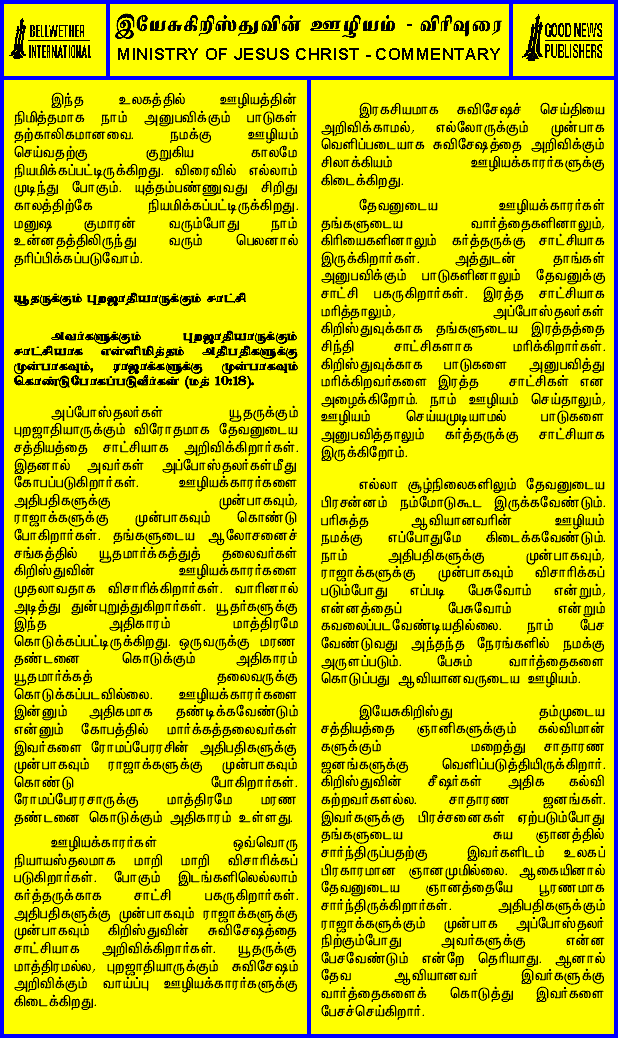 BELLWETHER
INTERNATIONAL
இயேசுகிறிஸ்துவின் ஊழியம் - விரிவுரை
MINISTRY OF JESUS CHRIST - COMMENTARY
GOOD NEWS
PUBLISHERS
இந்த உலகத்தில் ஊழியத்தின்
நிமித்தமாக நாம் அனுபவிக்கும் பாடுகள்
தற்காலிகமானவை. நமக்கு ஊழியம்
செய்வதற்கு குறுகிய காலமே
நியமிக்கப்பட்டிருக்கிறது. விரைவில் எல்லாம்
முடிந்து போகும். யுத்தம்பண்ணுவது சிறிது
காலத்திற்கே நியமிக்கப்பட்டிருக்கிறது.
மனுஷ குமாரன் வரும்போது நாம்
உன்னதத்திலிருந்து வரும் பெலனால்
தரிப்பிக்கப்படுவோம்.
யூதருக்கும் புறஜாதியாருக்கும் சாட்சி
அவர்களுக்கும் புறஜாதியாருக்கும்
சாட்சியாக என்னிமித்தம் அதிபதிகளுக்கு
முன்பாகவும், ராஜாக்களுக்கு முன்பாகவும்
கொண்டுபோகப்படுவீர்கள் (மத் 10:18).
அப்போஸ்தலர்கள் யூதருக்கும்
புறஜாதியாருக்கும் விரோதமாக தேவனுடைய
சத்தியத்தை சாட்சியாக அறிவிக்கிறார்கள்.
இதனால் அவர்கள் அப்போஸ்தலர்கள்மீது
கோபப்படுகிறார்கள். ஊழியக்காரர்களை
அதிபதிகளுக்கு முன்பாகவும்,
ராஜாக்களுக்கு முன்பாகவும் கொண்டு
போகிறார்கள். தங்களுடைய ஆலோசனைச்
சங்கத்தில் யூதமார்க்கத்துத் தலைவர்கள்
கிறிஸ்துவின் ஊழியக்காரர்களை
முதலாவதாக விசாரிக்கிறார்கள். வாரினால்
அடித்து துன்புறுத்துகிறார்கள். யூதர்களுக்கு
இந்த அதிகாரம் மாத்திரமே
கொடுக்கப்பட்டிருக்கிறது. ஒருவருக்கு மரண
தண்டனை கொடுக்கும் அதிகாரம்
யூதமார்க்கத் தலைவருக்கு
கொடுக்கப்படவில்லை. ஊழியக்காரர்களை
இன்னும் அதிகமாக தண்டிக்கவேண்டும்
என்னும் கோபத்தில் மார்க்கத்தலைவர்கள்
இவர்களை ரோமப்பேரரசின் அதிபதிகளுக்கு
முன்பாகவும் ராஜாக்களுக்கு முன்பாகவும்
கொண்டு போகிறார்கள்.
ரோமப்பேரரசாருக்கு மாத்திரமே மரண
தண்டனை கொடுக்கும் அதிகாரம் உள்ளது.
ஊழியக்காரர்கள் ஒவ்வொரு
நியாயஸ்தலமாக மாறி மாறி விசாரிக்கப்
படுகிறார்கள். போகும் இடங்களிலெல்லாம்
கர்த்தருக்காக சாட்சி பகருகிறார்கள்.
அதிபதிகளுக்கு முன்பாகவும் ராஜாக்களுக்கு
முன்பாகவும் கிறிஸ்துவின் சுவிசேஷத்தை
சாட்சியாக அறிவிக்கிறார்கள். யூதருக்கு
மாத்திரமல்ல, புறஜாதியாருக்கும் சுவிசேஷம்
அறிவிக்கும் வாய்ப்பு ஊழியக்காரர்களுக்கு
கிடைக்கிறது.
இரகசியமாக சுவிசேஷச் செய்தியை
அறிவிக்காமல், எல்லோருக்கும் முன்பாக
வெளிப்படையாக சுவிசேஷத்தை அறிவிக்கும்
சிலாக்கியம் ஊழியக்காரர்களுக்கு
கிடைக்கிறது.
தேவனுடைய ஊழியக்காரர்கள்
தங்களுடைய வார்த்தைகளினாலும்,
கிரியைகளினாலும் கர்த்தருக்கு சாட்சியாக
இருக்கிறார்கள். அத்துடன் தாங்கள்
அனுபவிக்கும் பாடுகளினாலும் தேவனுக்கு
சாட்சி பகருகிறார்கள். இரத்த சாட்சியாக
மரித்தாலும், அப்போஸ்தலர்கள்
கிறிஸ்துவுக்காக தங்களுடைய இரத்தத்தை
சிந்தி சாட்சிகளாக மரிக்கிறார்கள்.
கிறிஸ்துவுக்காக பாடுகளை அனுபவித்து
மரிக்கிறவர்களை இரத்த சாட்சிகள் என
அழைக்கிறோம். நாம் ஊழியம் செய்தாலும்,
ஊழியம் செய்யமுடியாமல் பாடுகளை
அனுபவித்தாலும் கர்த்தருக்கு சாட்சியாக
இருக்கிறோம்.
எல்லா சூழ்நிலைகளிலும் தேவனுடைய
பிரசன்னம் நம்மோடுகூட இருக்கவேண்டும்.
பரிசுத்த ஆவியானவரின் ஊழியம்
நமக்கு எப்போதுமே கிடைக்கவேண்டும்.
நாம் அதிபதிகளுக்கு முன்பாகவும்,
ராஜாக்களுக்கு முன்பாகவும் விசாரிக்கப்
படும்போது எப்படி பேசுவோம் என்றும்,
என்னத்தைப் பேசுவோம் என்றும்
கவலைப்படவேண்டியதில்லை. நாம் பேச
வேண்டுவது அந்தந்த நேரங்களில் நமக்கு
அருளப்படும். பேசும் வார்த்தைகளை
கொடுப்பது ஆவியானவருடைய ஊழியம்.
இயேசுகிறிஸ்து தம்முடைய
சத்தியத்தை ஞானிகளுக்கும் கல்விமான்
களுக்கும் மறைத்து சாதாரண
ஜனங்களுக்கு வெளிப்படுத்தியிருக்கிறார்.
கிறிஸ்துவின் சீஷர்கள் அதிக கல்வி
கற்றவர்களல்ல. சாதாரண ஜனங்கள்.
இவர்களுக்கு பிரச்சனைகள் ஏற்படும்போது
தங்களுடைய சுய ஞானத்தில்
சார்ந்திருப்பதற்கு இவர்களிடம் உலகப்
பிரகாரமான ஞானமுமில்லை. ஆகையினால்
தேவனுடைய ஞானத்தையே பூரணமாக
சார்ந்திருக்கிறார்கள். அதிபதிகளுக்கும்
ராஜாக்களுக்கும் முன்பாக அப்போஸ்தலர்
நிற்கும்போது அவர்களுக்கு என்ன
பேசவேண்டும் என்றே தெரியாது. ஆனால்
தேவ ஆவியானவர் இவர்களுக்கு
வார்த்தைகளைக் கொடுத்து இவர்களை
பேசச்செய்கிறார்.